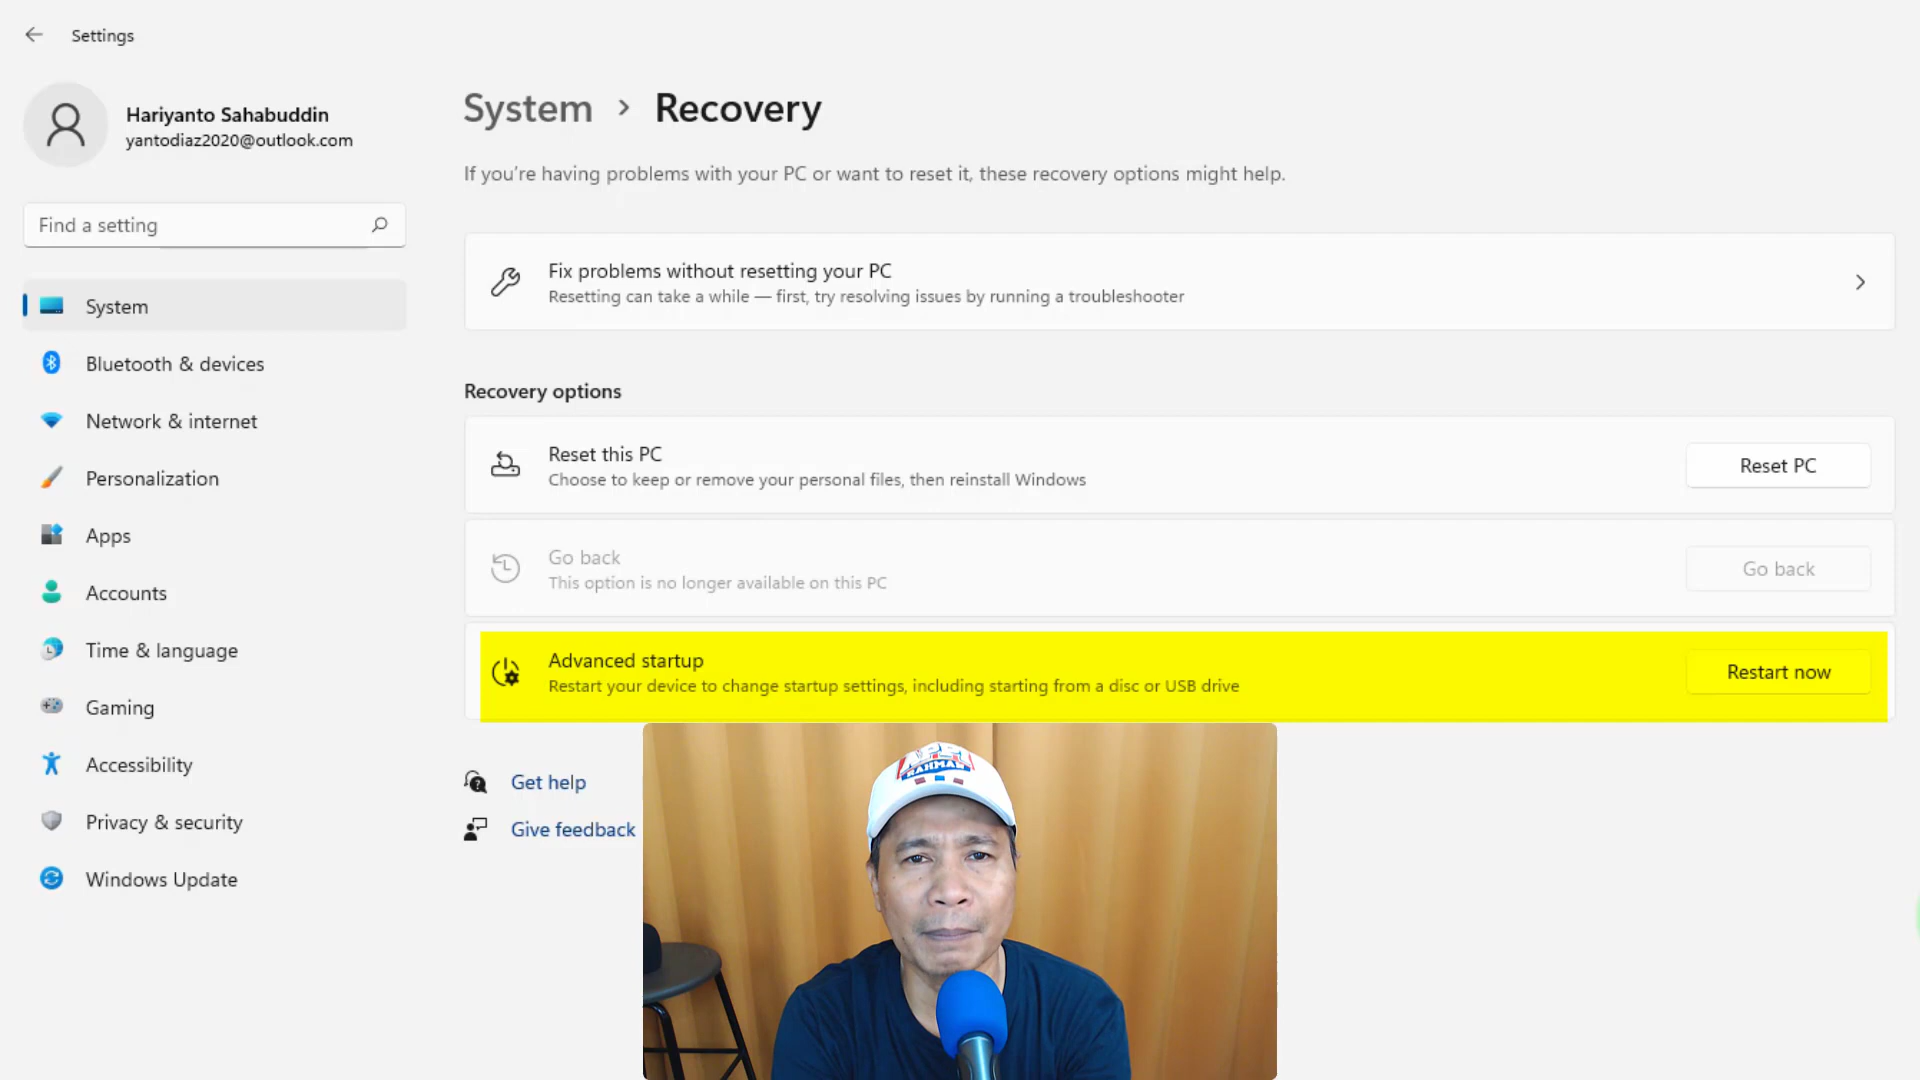 Settings
Hariyanto Sahabuddin
yantodiaz2020@outlook.com
Find a setting
System
Bluetooth & devices
Network & internet
Personalization
Apps
Accounts
Time & language
Gaming
Accessibility
Privacy & security
Windows Update
System > Recovery
If you're having problems with your PC or want to reset it, these recovery options might help.
Fix problems without resetting your PC
Resetting can take a while — first, try resolving issues by running a troubleshooter
Recovery options
Reset this PC
Choose to keep or remove your personal files, then reinstall Windows
Reset PC
Go back
This option is no longer available on this PC
Go back
Advanced startup
Restart your device to change startup settings, including starting from a disc or USB drive
Restart now
Get help
Give feedback
RAHMAN